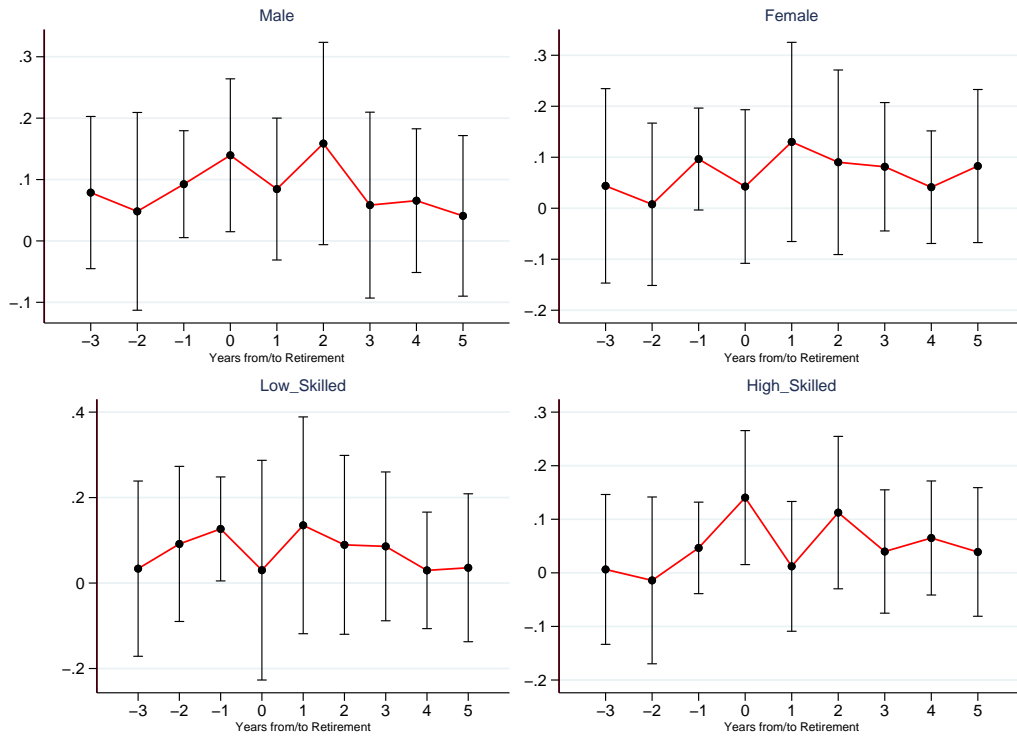 Male
.3
.2
.1
0
−.1
−3 −2 −1 0 1 2 3 4 5
Years from/to Retirement
Female
.3
.2
.1
0
−.1
−.2
−3 −2 −1 0 1 2 3 4 5
Years from/to Retirement
Low_Skilled
.4
.2
0
−.2
−3 −2 −1 0 1 2 3 4 5
Years from/to Retirement
High_Skilled
.3
.2
.1
0
−.1
−.2
−3 −2 −1 0 1 2 3 4 5
Years from/to Retirement